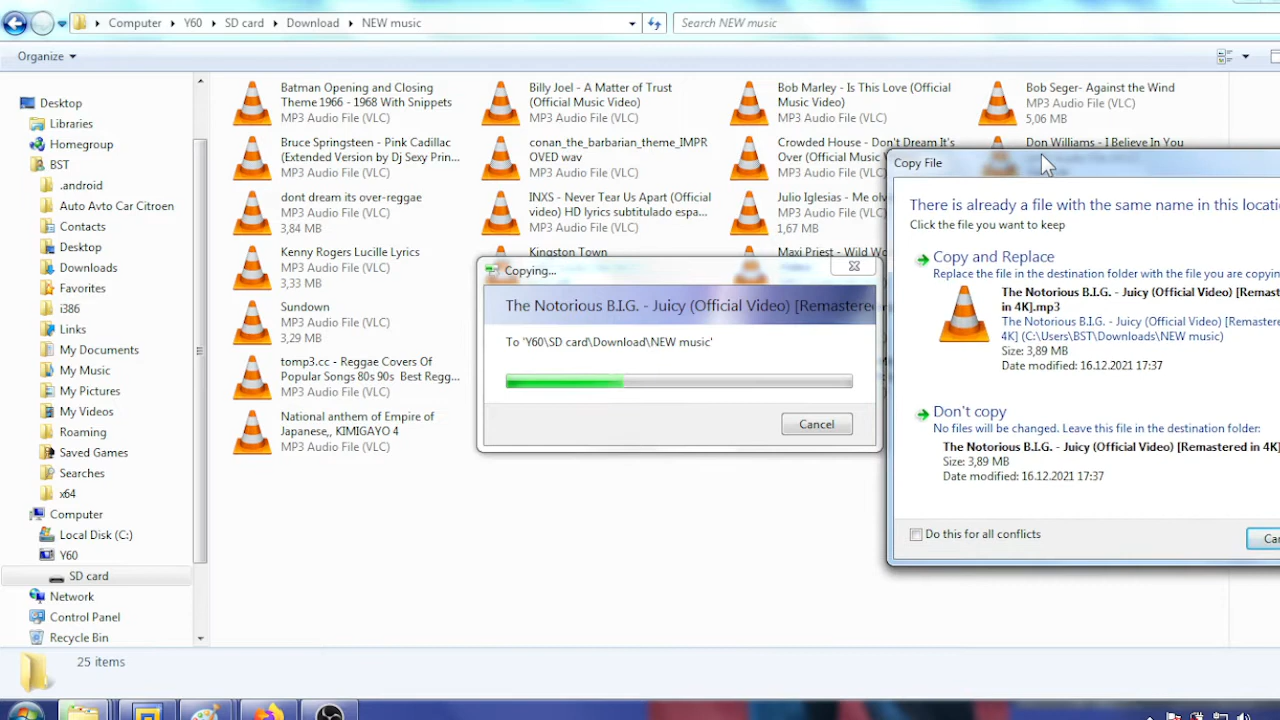 Computer Y60 SD card Download NEW music
Search NEW music
Organize
Desktop
Libraries
Homegroup
BST
.android
Auto Avto Car Citroen
Contacts
Desktop
Downloads
Favorites
i386
Links
My Documents
My Music
My Pictures
My Videos
Roaming
Saved Games
Searches
x64
Computer
Local Disk (C:)
Y60
SD card
Network
Control Panel
Recycle Bin
Batman Opening and Closing
Theme 1966 - 1968 With Snippets
MP3 Audio File (VLC)
Billy Joel - A Matter of Trust
(Official Music Video)
MP3 Audio File (VLC)
Bob Marley - Is This Love (Official
Music Video)
MP3 Audio File (VLC)
Bob Seger- Against the Wind
MP3 Audio File (VLC)
5,06 MB
Bruce Springsteen - Pink Cadillac
(Extended Version by Dj Sexy Prin...
MP3 Audio File (VLC)
conan_the_barbarian_theme_IMPR
OVED wav
MP3 Audio File (VLC)
Crowded House - Don't Dream It's
Over (Official Music
MP3 Audio File (VLC)
Don Williams - I Believe In You
dont dream its over-reggae
MP3 Audio File (VLC)
3,84 MB
INXS - Never Tear Us Apart (Official
video) HD lyrics subtitulado espa...
MP3 Audio File (VLC)
Julio Iglesias - Me
MP3 Audio File (VLC)
1,67 MB
Kenny Rogers Lucille Lyrics
MP3 Audio File (VLC)
3,33 MB
Kingston Town
Maxi Priest - Wild
Sundown
MP3 Audio File (VLC)
3,29 MB
tomp3.cc - Reggae Covers Of
Popular Songs 80s 90s Best Regg...
MP3 Audio File (VLC)
National anthem of Empire of
Japanese,, KIMIGAYO 4
MP3 Audio File (VLC)
Copying...
The Notorious B.I.G. - Juicy (Official Video) [Remastere
To 'Y60\SD card\Download\NEW music'
Cancel
Copy File
There is already a file with the same name in this locati
Click the file you want to keep
Copy and Replace
Replace the file in the destination folder with the file you are copyin
The Notorious B.I.G. - Juicy (Official Video) [Remast
in 4K].mp3
The Notorious B.I.G. - Juicy (Official Video) [Remastere
4K] (C:\Users\BST\Downloads\NEW music)
Size: 3,89 MB
Date modified: 16.12.2021 17:37
Don't copy
No files will be changed. Leave this file in the destination folder:
The Notorious B.I.G. - Juicy (Official Video) [Remastered in 4K]
Size: 3,89 MB
Date modified: 16.12.2021 17:37
Do this for all conflicts
Ca
25 items